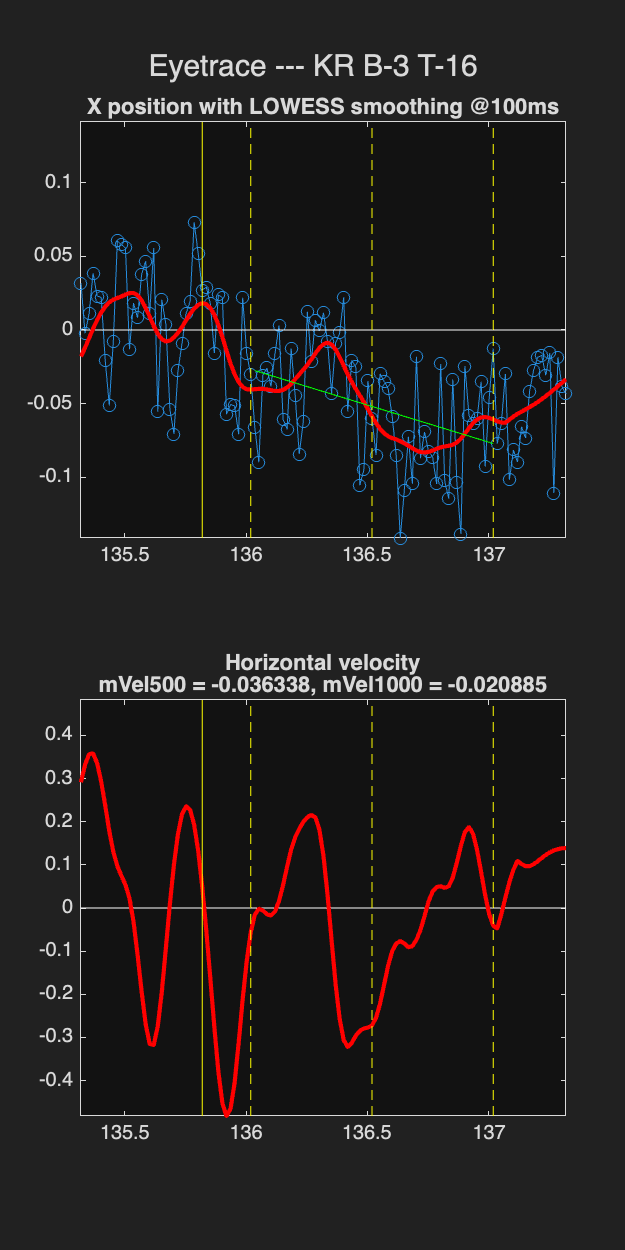 Eyetrace --- KR B-3 T-16
X position with LOWESS smoothing @100ms
0.1
0.05
0
-0.05
-0.1
135.5 136 136.5 137
Horizontal velocity
mVel500 = -0.036338, mVel1000 = -0.020885
0.4
0.3
0.2
0.1
0
-0.1
-0.2
-0.3
-0.4
135.5 136 136.5 137